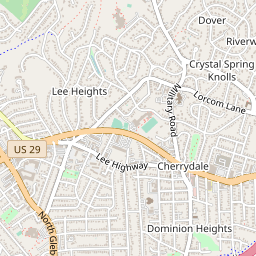 Dover
Riverw
Crystal Spring
Knolls
Lee Heights
Military Road
Lorcom Lane
US 29
Lee Highway
Cherrydale
North Gleb
Dominion Heights